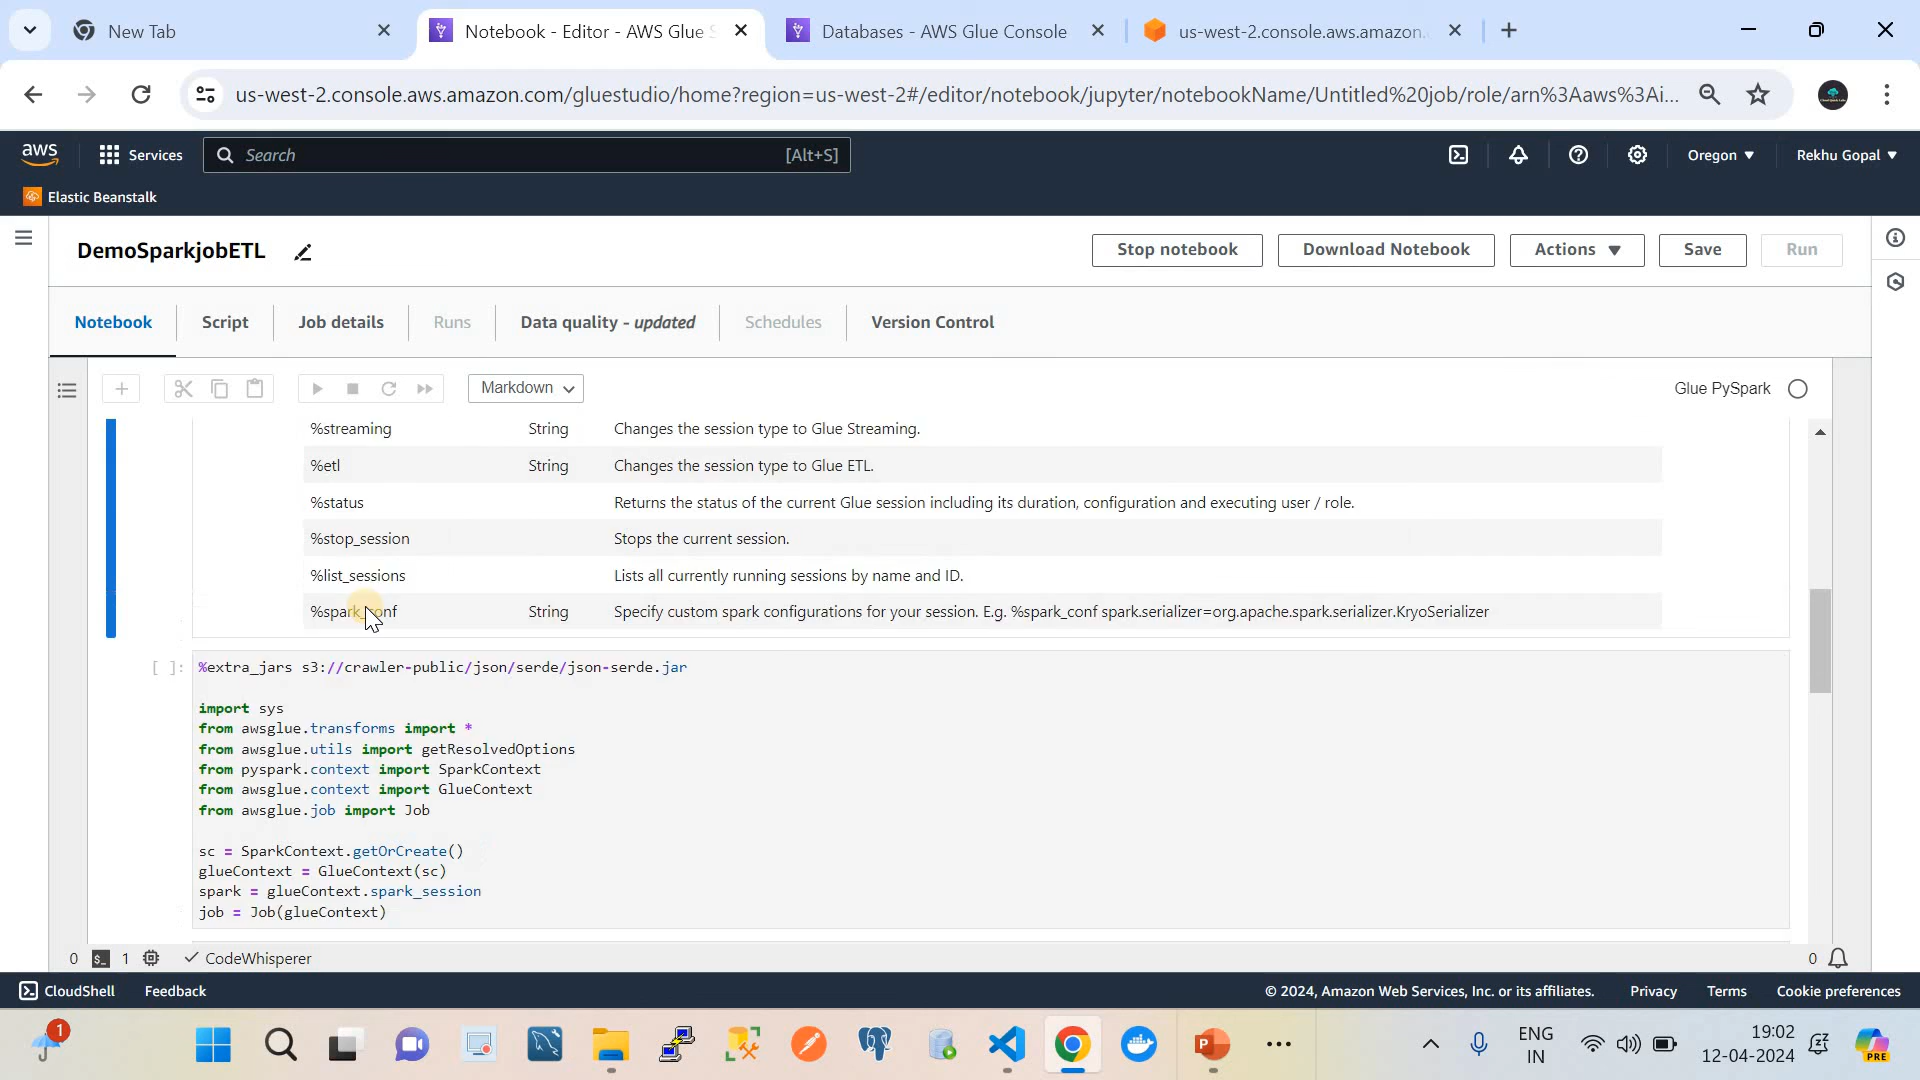 New Tab
Notebook - Editor - AWS Glue S
Databases - AWS Glue Console
us-west-2.console.aws.amazon.
us-west-2.console.aws.amazon.com/gluestudio/home?region=us-west-2#/editor/notebook/jupyter/notebookName/Untitled%20job/role/arn%3Aaws%3Ai...
aws
Services
Search
[Alt+S]
Oregon
Rekhu Gopal
Elastic Beanstalk
DemoSparkjobETL
Stop notebook
Download Notebook
Actions
Save
Run
Notebook
Script
Job details
Runs
Data quality - updated
Schedules
Version Control
Markdown
Glue PySpark
%streaming String Changes the session type to Glue Streaming.
%etl String Changes the session type to Glue ETL.
%status Returns the status of the current Glue session including its duration, configuration and executing user / role.
%stop_session Stops the current session.
%list_sessions Lists all currently running sessions by name and ID.
%spark_conf String Specify custom spark configurations for your session. E.g. %spark_conf spark.serializer=org.apache.spark.serializer.KryoSerializer
[ ]: %extra_jars s3://crawler-public/json/serde/json-serde.jar
import sys
from awsglue.transforms import *
from awsglue.utils import getResolvedOptions
from pyspark.context import SparkContext
from awsglue.context import GlueContext
from awsglue.job import Job
sc = SparkContext.getOrCreate()
glueContext = GlueContext(sc)
spark = glueContext.spark_session
job = Job(glueContext)
0
$_
1
CodeWhisperer
0
CloudShell
Feedback
© 2024, Amazon Web Services, Inc. or its affiliates.
Privacy
Terms
Cookie preferences
1
ENG
IN
19:02
12-04-2024
PRE